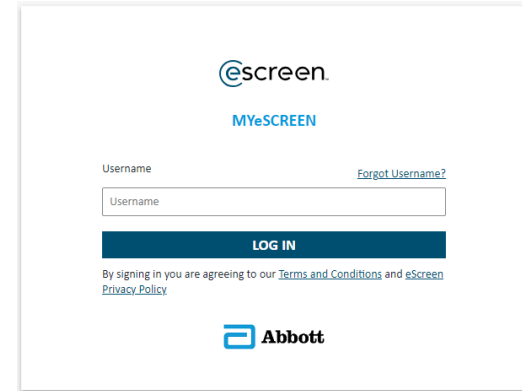 escreen™
MYeSCREEN
Username
Forgot Username?
Username
LOG IN
By signing in you are agreeing to our Terms and Conditions and eScreen
Privacy Policy
Abbott